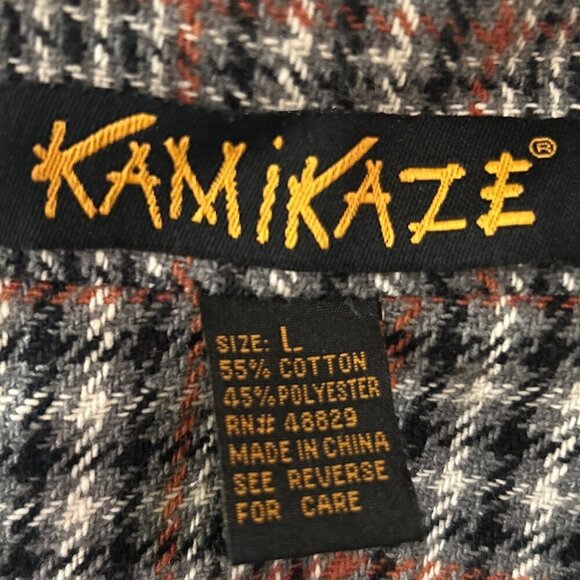 KAMiKAZE®
SIZE: L
55% COTTON
45% POLYESTER
RN# 48829
MADE IN CHINA
SEE REVERSE
FOR CARE